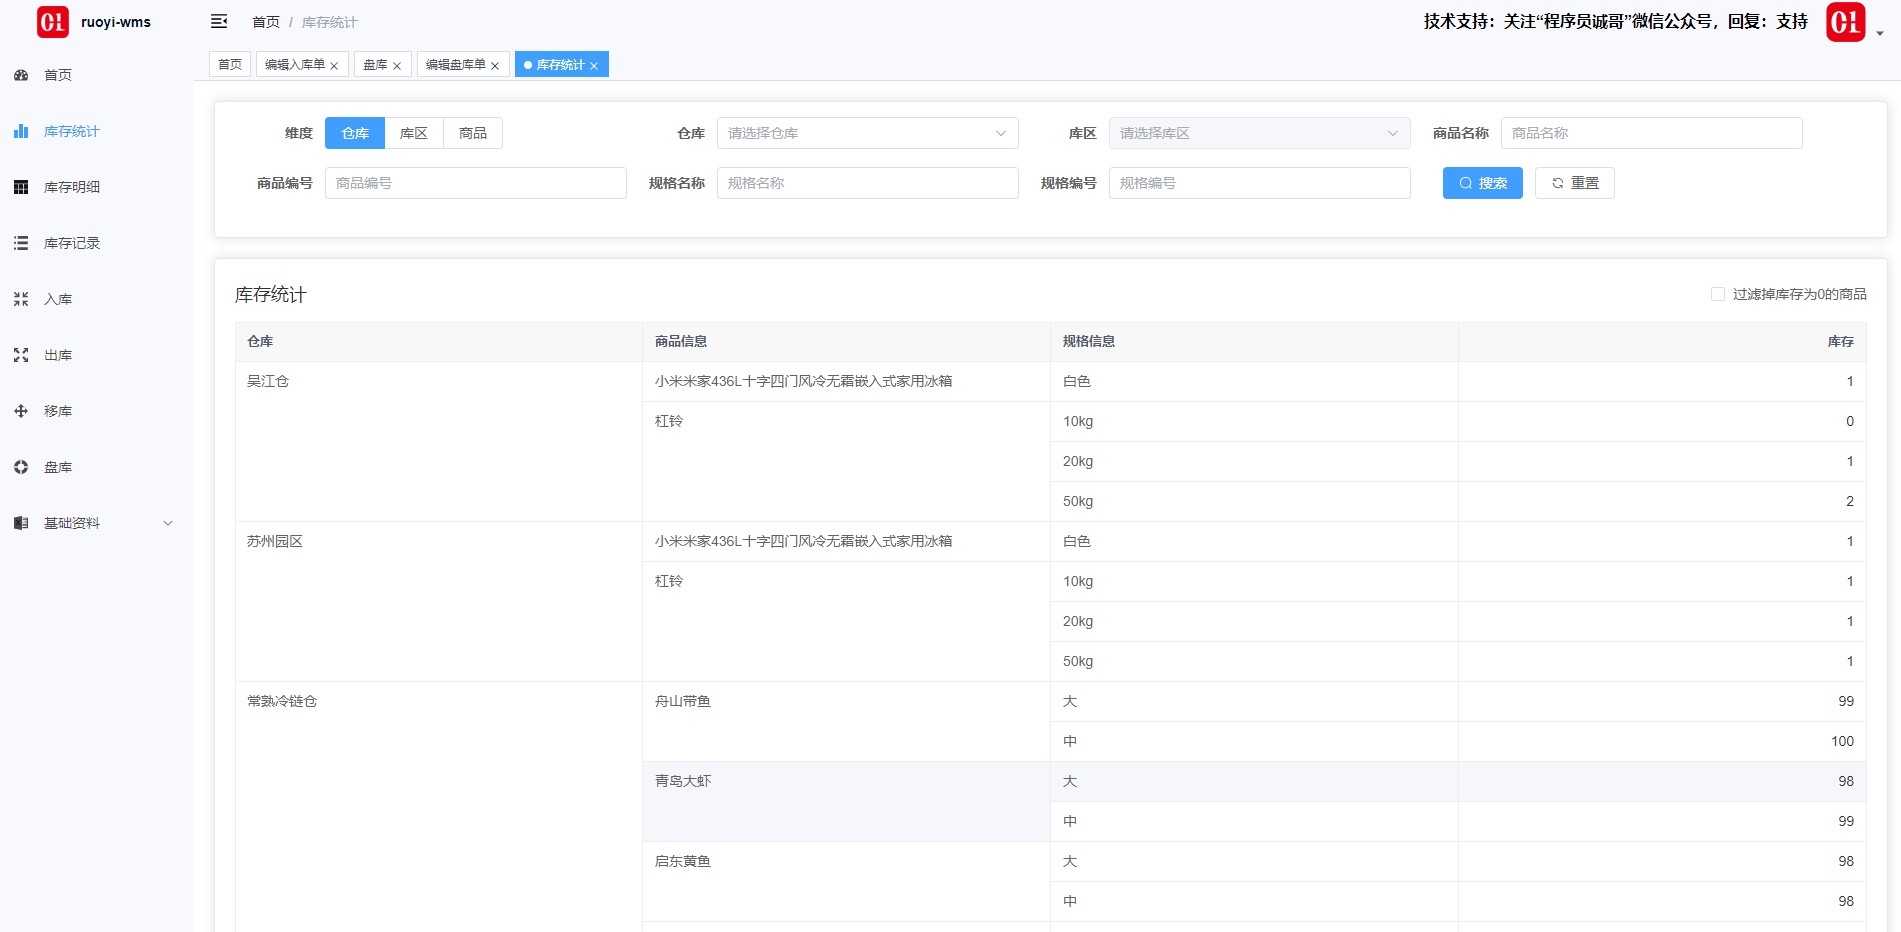 01 ruoyi-wms
首页 / 库存统计
技术支持：关注“程序员诚哥”微信公众号，回复：支持
01
首页
编辑入库单
盘库
编辑盘库单
库存统计
首页
库存统计
库存明细
库存记录
入库
出库
移库
盘库
基础资料
维度 仓库 库区 商品 仓库 请选择仓库 库区 请选择库区 商品名称 商品名称
商品编号 商品编号 规格名称 规格名称 规格编号 规格编号 搜索 重置
库存统计 过滤掉库存为0的商品
仓库 商品信息 规格信息 库存
吴江仓 小米米家436L十字四门风冷无霜嵌入式家用冰箱 白色 1
杠铃 10kg 0
20kg 1
50kg 2
苏州园区 小米米家436L十字四门风冷无霜嵌入式家用冰箱 白色 1
杠铃 10kg 1
20kg 1
50kg 1
常熟冷链仓 舟山带鱼 大 99
中 100
青岛大虾 大 98
中 99
启东黄鱼 大 98
中 98